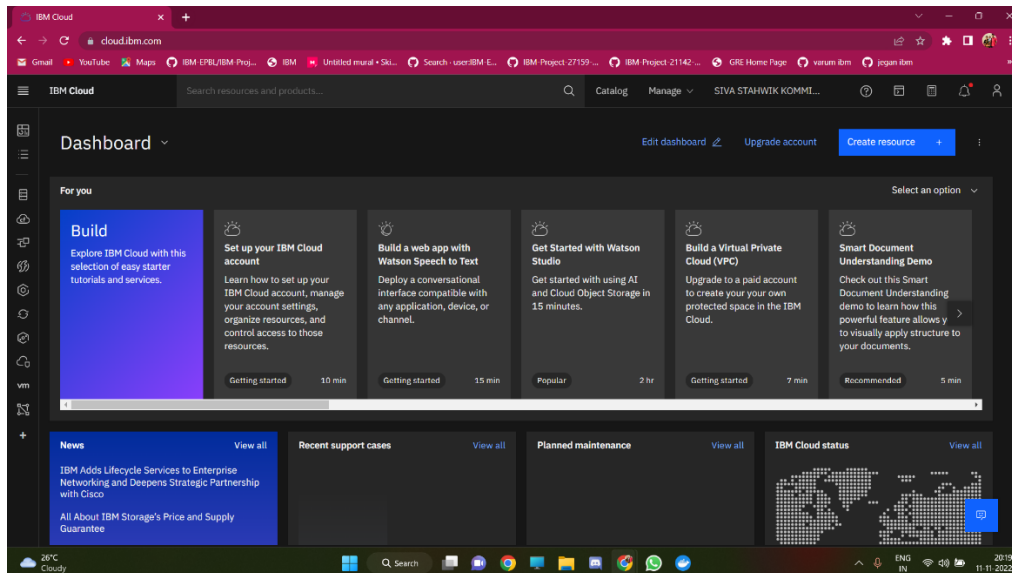 IBM Cloud
cloud.ibm.com
Gmail YouTube Maps IBM-EPBL/IBM-Proj... IBM Untitled mural • Ski... Search · user:IBM-E... IBM-Project-27159-... IBM-Project-21142-... GRE Home Page varum ibm jegan ibm
IBM Cloud Search resources and products... Catalog Manage SIVA STAHWIK KOMMI...
Dashboard Edit dashboard Upgrade account Create resource +
For you Select an option
Build
Explore IBM Cloud with this
selection of easy starter
tutorials and services.
Set up your IBM Cloud
account
Learn how to set up your
IBM Cloud account, manage
your account settings,
organize resources, and
control access to those
resources.
Getting started 10 min
Build a web app with
Watson Speech to Text
Deploy a conversational
interface compatible with
any application, device, or
channel.
Getting started 15 min
Get Started with Watson
Studio
Get started with using AI
and Cloud Object Storage in
15 minutes.
Popular 2 hr
Build a Virtual Private
Cloud (VPC)
Upgrade to a paid account
to create your your own
protected space in the IBM
Cloud.
Getting started 7 min
Smart Document
Understanding Demo
Check out this Smart
Document Understanding
demo to learn how this
powerful feature allows y
to visually apply structure to
your documents.
Recommended 5 min
vm
News View all
IBM Adds Lifecycle Services to Enterprise
Networking and Deepens Strategic Partnership
with Cisco
All About IBM Storage's Price and Supply
Guarantee
Recent support cases View all
Planned maintenance View all
IBM Cloud status View all
26°C
Cloudy
Search
ENG
IN
20:19
11-11-2022